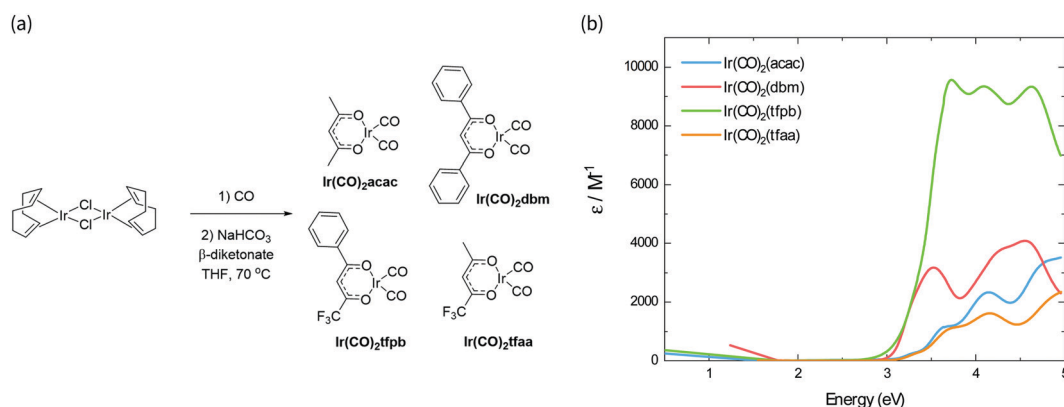 (a)
Cl
Ir
Ir
Cl
1) CO
2) NaHCO₃
β-diketonate
THF, 70 °C
O
CO
Ir
O
CO
Ir(CO)₂acac
O
CO
Ir
O
CO
Ir(CO)₂dbm
O
CO
Ir
O
CO
F₃C
Ir(CO)₂tfpb
O
CO
Ir
O
CO
F₃C
Ir(CO)₂tfaa
(b)
Ir(CO)₂(acac)
Ir(CO)₂(dbm)
Ir(CO)₂(tfpb)
Ir(CO)₂(tfaa)
10000
8000
6000
4000
2000
0
ε / M⁻¹
1 2 3 4 5
Energy (eV)